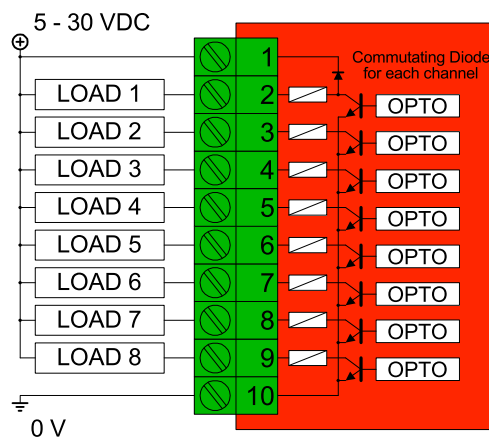 5 - 30 VDC
Commutating Diode
for each channel
1
LOAD 1 2 OPTO
LOAD 2 3 OPTO
LOAD 3 4 OPTO
LOAD 4 5 OPTO
LOAD 5 6 OPTO
LOAD 6 7 OPTO
LOAD 7 8 OPTO
LOAD 8 9 OPTO
10
0 V